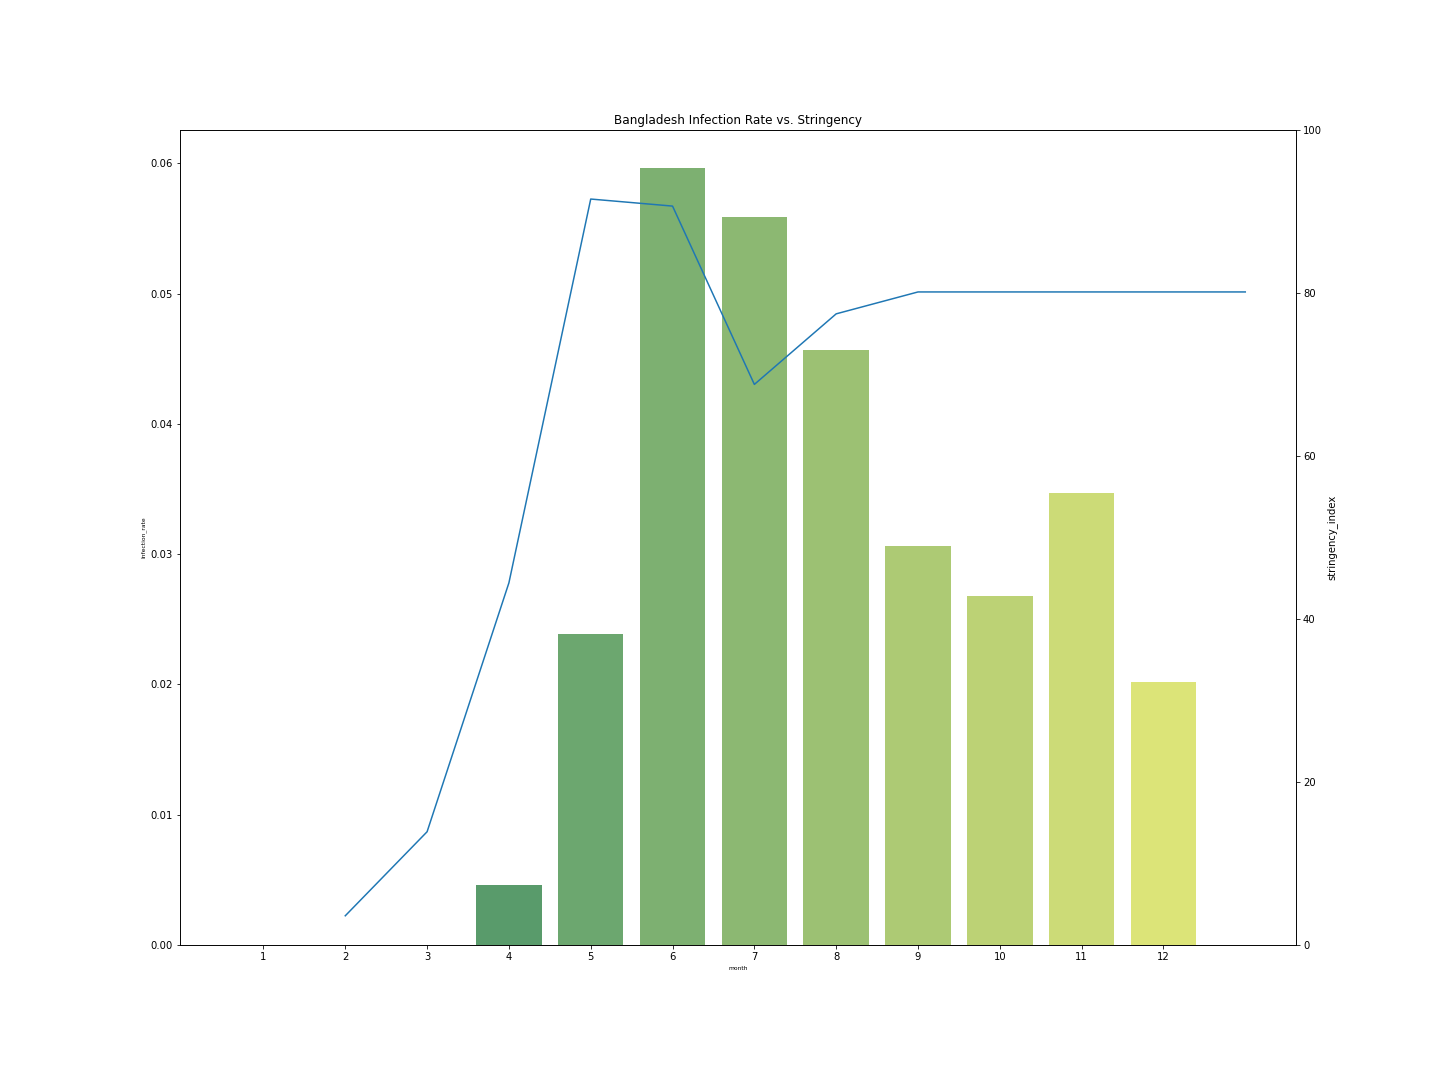 Bangladesh Infection Rate vs. Stringency
0.06
0.05
0.04
0.03
0.02
0.01
0.00
Infection_rate
100
80
60
40
20
0
stringency_index
1 2 3 4 5 6 7 8 9 10 11 12
month